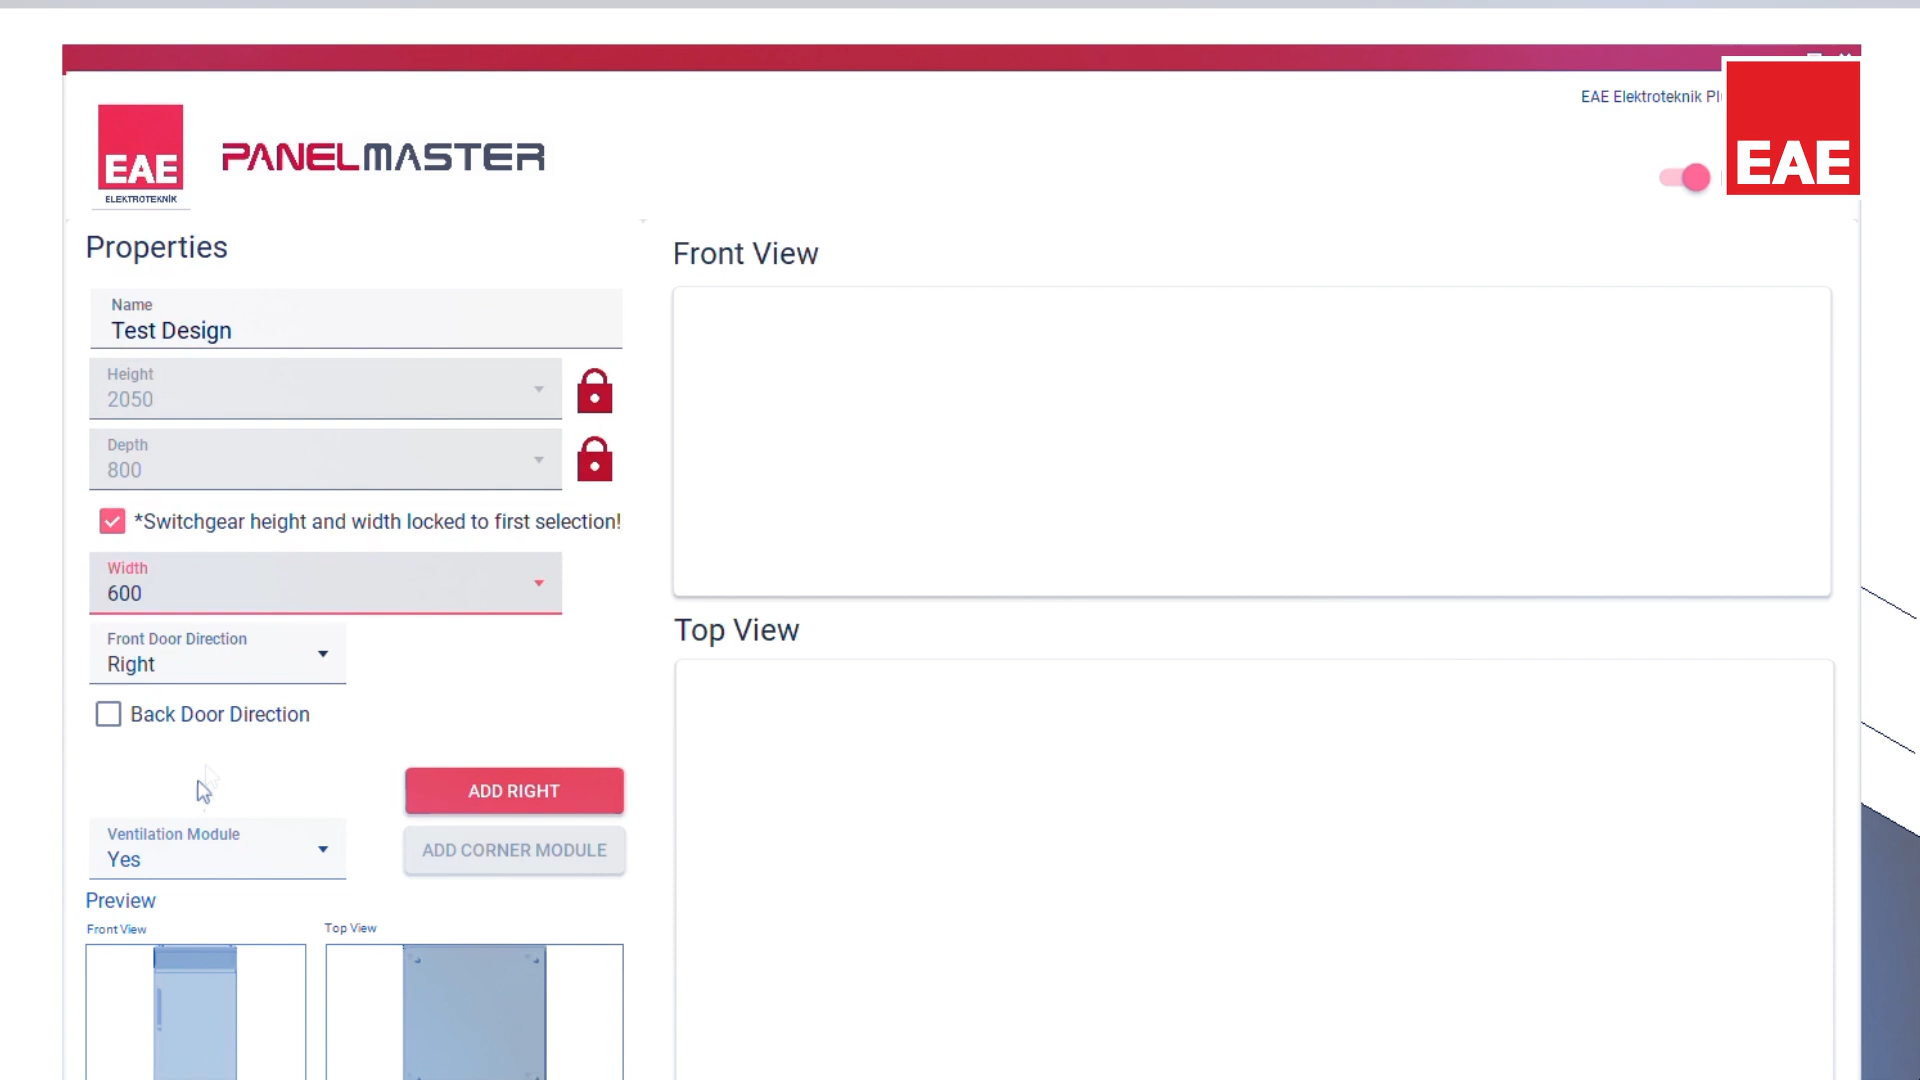 EAE Elektroteknik
EAE
EAE
ELEKTROTEKNİK
PANELMASTER
Properties
Front View
Name
Test Design
Height
2050
Depth
800
*Switchgear height and width locked to first selection!
Width
600
Front Door Direction
Right
Top View
Back Door Direction
ADD RIGHT
Ventilation Module
Yes
ADD CORNER MODULE
Preview
Front View
Top View